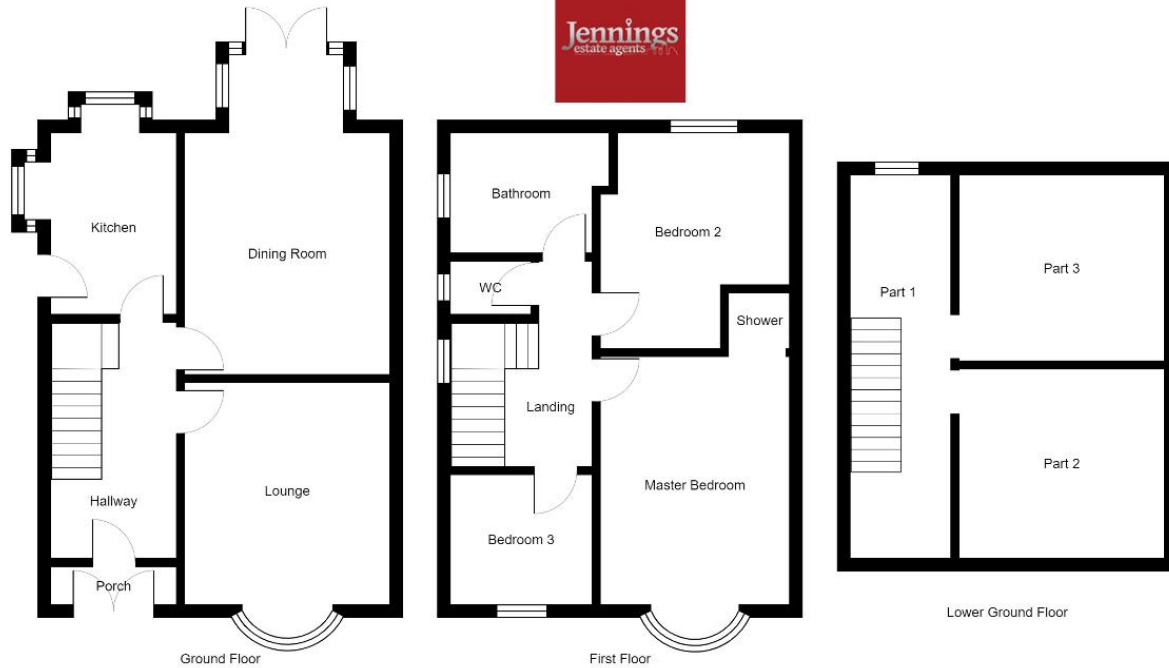 Jennings
estate agents
Kitchen
Dining Room
Hallway
Lounge
Porch
Ground Floor
Bathroom
Bedroom 2
WC
Shower
Landing
Master Bedroom
Bedroom 3
First Floor
Part 1
Part 3
Part 2
Lower Ground Floor